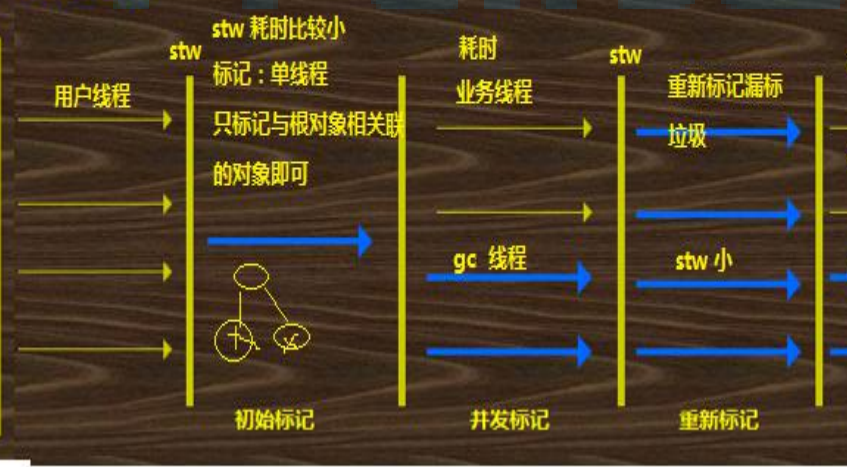 用户线程
stw
stw 耗时比较小
标记：单线程
只标记与根对象相关联
的对象即可
初始标记
耗时
业务线程
gc 线程
并发标记
stw
重新标记漏标
垃圾
stw 小
重新标记